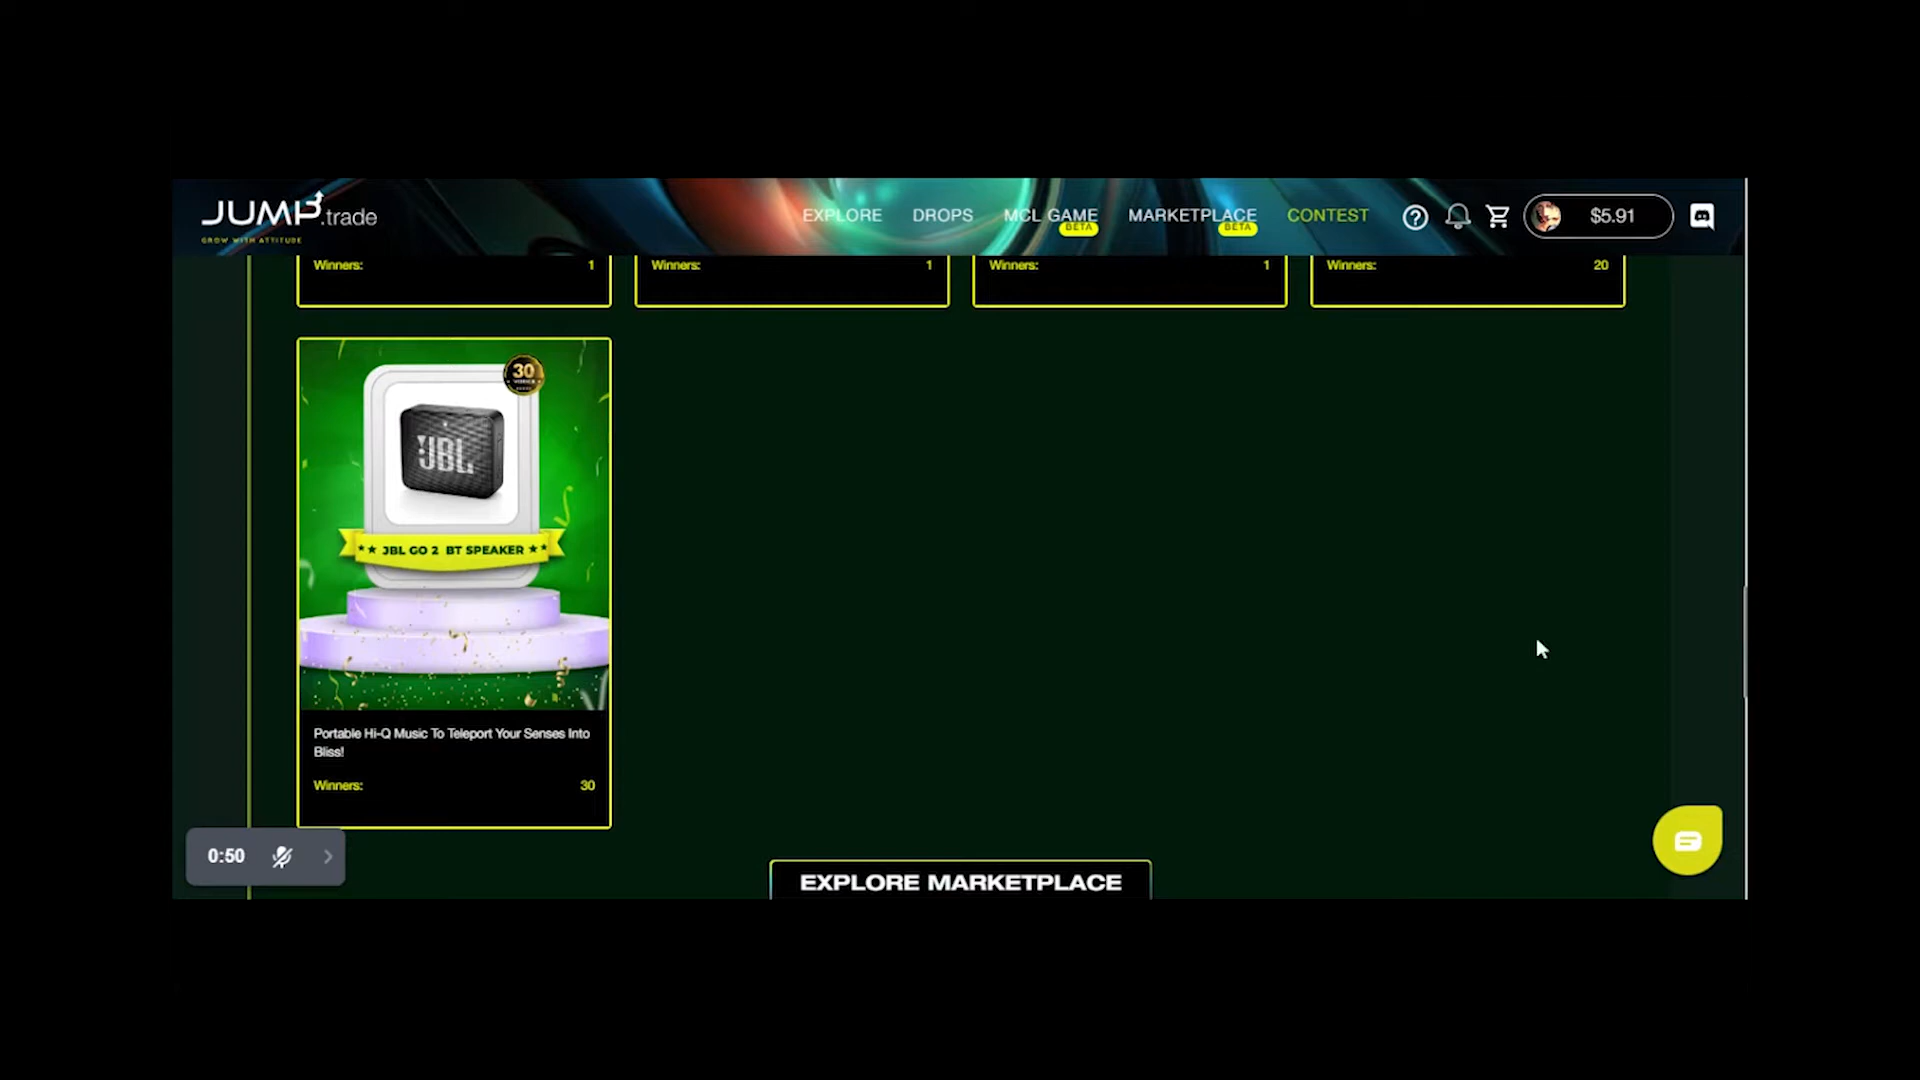 JUMP.trade
GROW WITH ATTITUDE
EXPLORE DROPS MCL GAME MARKETPLACE CONTEST $5.91
BETA BETA
Winners: 1 Winners: 1 Winners: 1 Winners: 20
30
JBL
★★ JBL GO 2 BT SPEAKER ★★
Portable Hi-Q Music To Teleport Your Senses Into
Bliss!
Winners: 30
0:50
EXPLORE MARKETPLACE